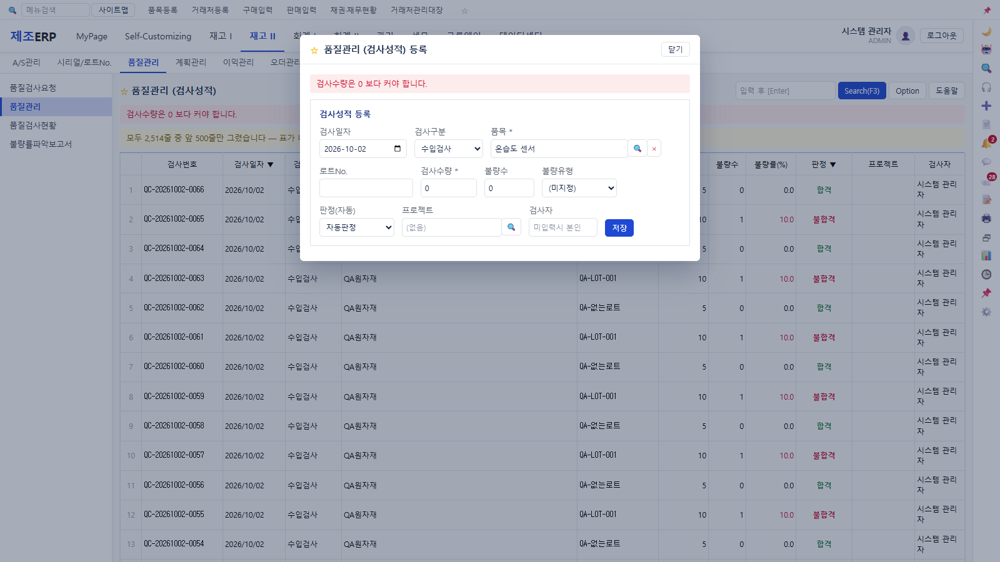 메뉴검색 사이트맵 품목등록 거래처등록 구매입력 판매입력 채권·채무현황 거래처관리대장 ☆
제조ERP MyPage Self-Customizing 재고 I 재고 II
시스템 관리자
ADMIN
로그아웃
A/S관리 시리얼/로트No. 품질관리 계획관리 이익관리 오더관리
품질검사요청
품질관리
품질검사현황
불량률파악보고서
☆ 품질관리 (검사성적)
입력 후 [Enter] Search(F3) Option 도움말
검사수량은 0 보다 커야 합니다.
모두 2,514줄 중 앞 500줄만 그렸습니다 — 표가
☆ 품질관리 (검사성적) 등록 닫기
검사수량은 0 보다 커야 합니다.
검사성적 등록
검사일자 검사구분 품목 *
2026-10-02 수입검사 온습도 센서 ×
로트No. 검사수량 * 불량수 불량유형
0 0 (미지정)
판정(자동) 프로젝트 검사자
자동판정 (없음) 미입력시 본인 저장
검사번호 검사일자 ▼ 검 불량수 불량률(%) 판정 ▼ 프로젝트 검사자
1 QC-20261002-0066 2026/10/02 수입 5 0 0.0 합격 시스템 관리자
2 QC-20261002-0065 2026/10/02 수입 10 1 10.0 불합격 시스템 관리자
3 QC-20261002-0064 2026/10/02 수입 5 0 0.0 합격 시스템 관리자
4 QC-20261002-0063 2026/10/02 수입검사 QA원자재 QA-LOT-001 10 1 10.0 불합격 시스템 관리자
5 QC-20261002-0062 2026/10/02 수입검사 QA원자재 QA-없는로트 5 0 0.0 합격 시스템 관리자
6 QC-20261002-0061 2026/10/02 수입검사 QA원자재 QA-LOT-001 10 1 10.0 불합격 시스템 관리자
7 QC-20261002-0060 2026/10/02 수입검사 QA원자재 QA-없는로트 5 0 0.0 합격 시스템 관리자
8 QC-20261002-0059 2026/10/02 수입검사 QA원자재 QA-LOT-001 10 1 10.0 불합격 시스템 관리자
9 QC-20261002-0058 2026/10/02 수입검사 QA원자재 QA-없는로트 5 0 0.0 합격 시스템 관리자
10 QC-20261002-0057 2026/10/02 수입검사 QA원자재 QA-LOT-001 10 1 10.0 불합격 시스템 관리자
11 QC-20261002-0056 2026/10/02 수입검사 QA원자재 QA-없는로트 5 0 0.0 합격 시스템 관리자
12 QC-20261002-0055 2026/10/02 수입검사 QA원자재 QA-LOT-001 10 1 10.0 불합격 시스템 관리자
13 QC-20261002-0054 2026/10/02 수입검사 QA원자재 QA-없는로트 5 0 0.0 합격 시스템 관리자
2
28